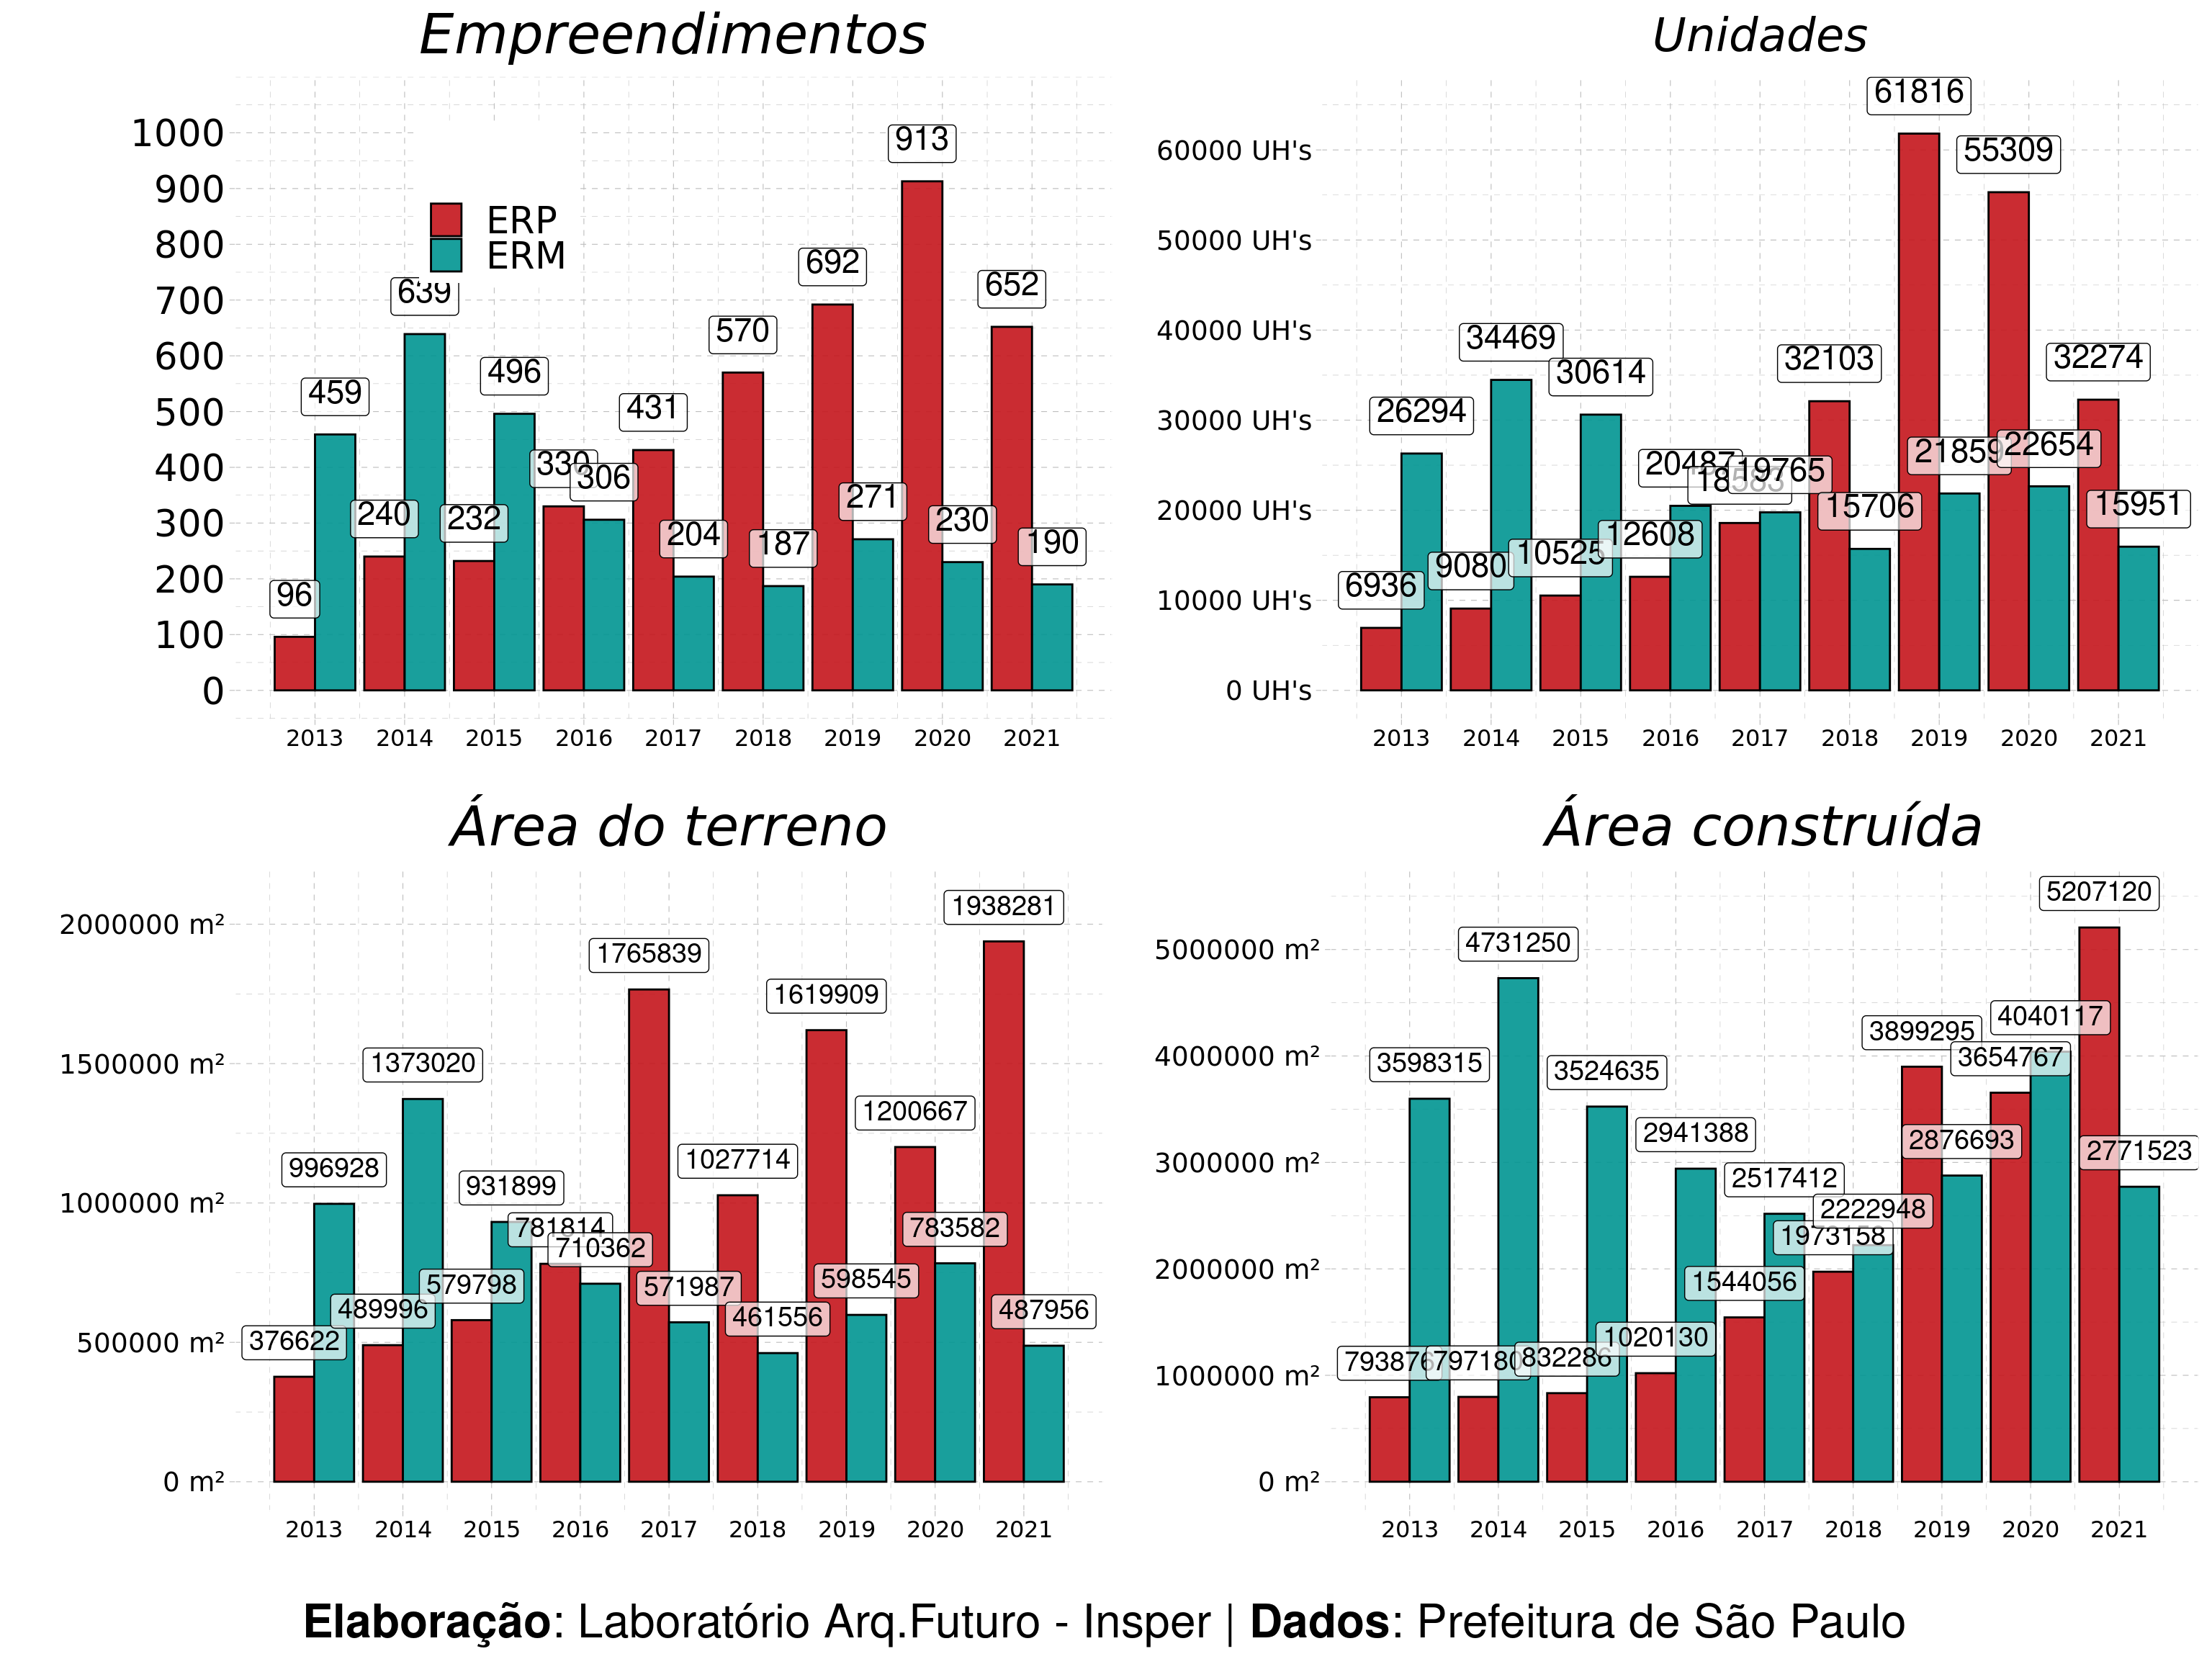 Empreendimentos
1000
900
800
700
600
500
400
300
200
100
0
ERP
ERM
96
459
240
639
232
496
330
306
431
204
570
187
692
271
913
230
652
190
2013 2014 2015 2016 2017 2018 2019 2020 2021
Unidades
60000 UH's
50000 UH's
40000 UH's
30000 UH's
20000 UH's
10000 UH's
0 UH's
6936
26294
9080
34469
10525
30614
12608
20487
18583
19765
32103
15706
61816
21859
55309
22654
32274
15951
2013 2014 2015 2016 2017 2018 2019 2020 2021
Área do terreno
2000000 m²
1500000 m²
1000000 m²
500000 m²
0 m²
376622
996928
489996
1373020
579798
931899
781814
710362
1765839
571987
1027714
461556
1619909
598545
1200667
783582
1938281
487956
2013 2014 2015 2016 2017 2018 2019 2020 2021
Área construída
5000000 m²
4000000 m²
3000000 m²
2000000 m²
1000000 m²
0 m²
793876
3598315
797180
4731250
832286
3524635
1020130
2941388
1544056
2517412
1973158
2222948
3899295
2876693
3654767
4040117
5207120
2771523
2013 2014 2015 2016 2017 2018 2019 2020 2021
Elaboração: Laboratório Arq.Futuro - Insper | Dados: Prefeitura de São Paulo